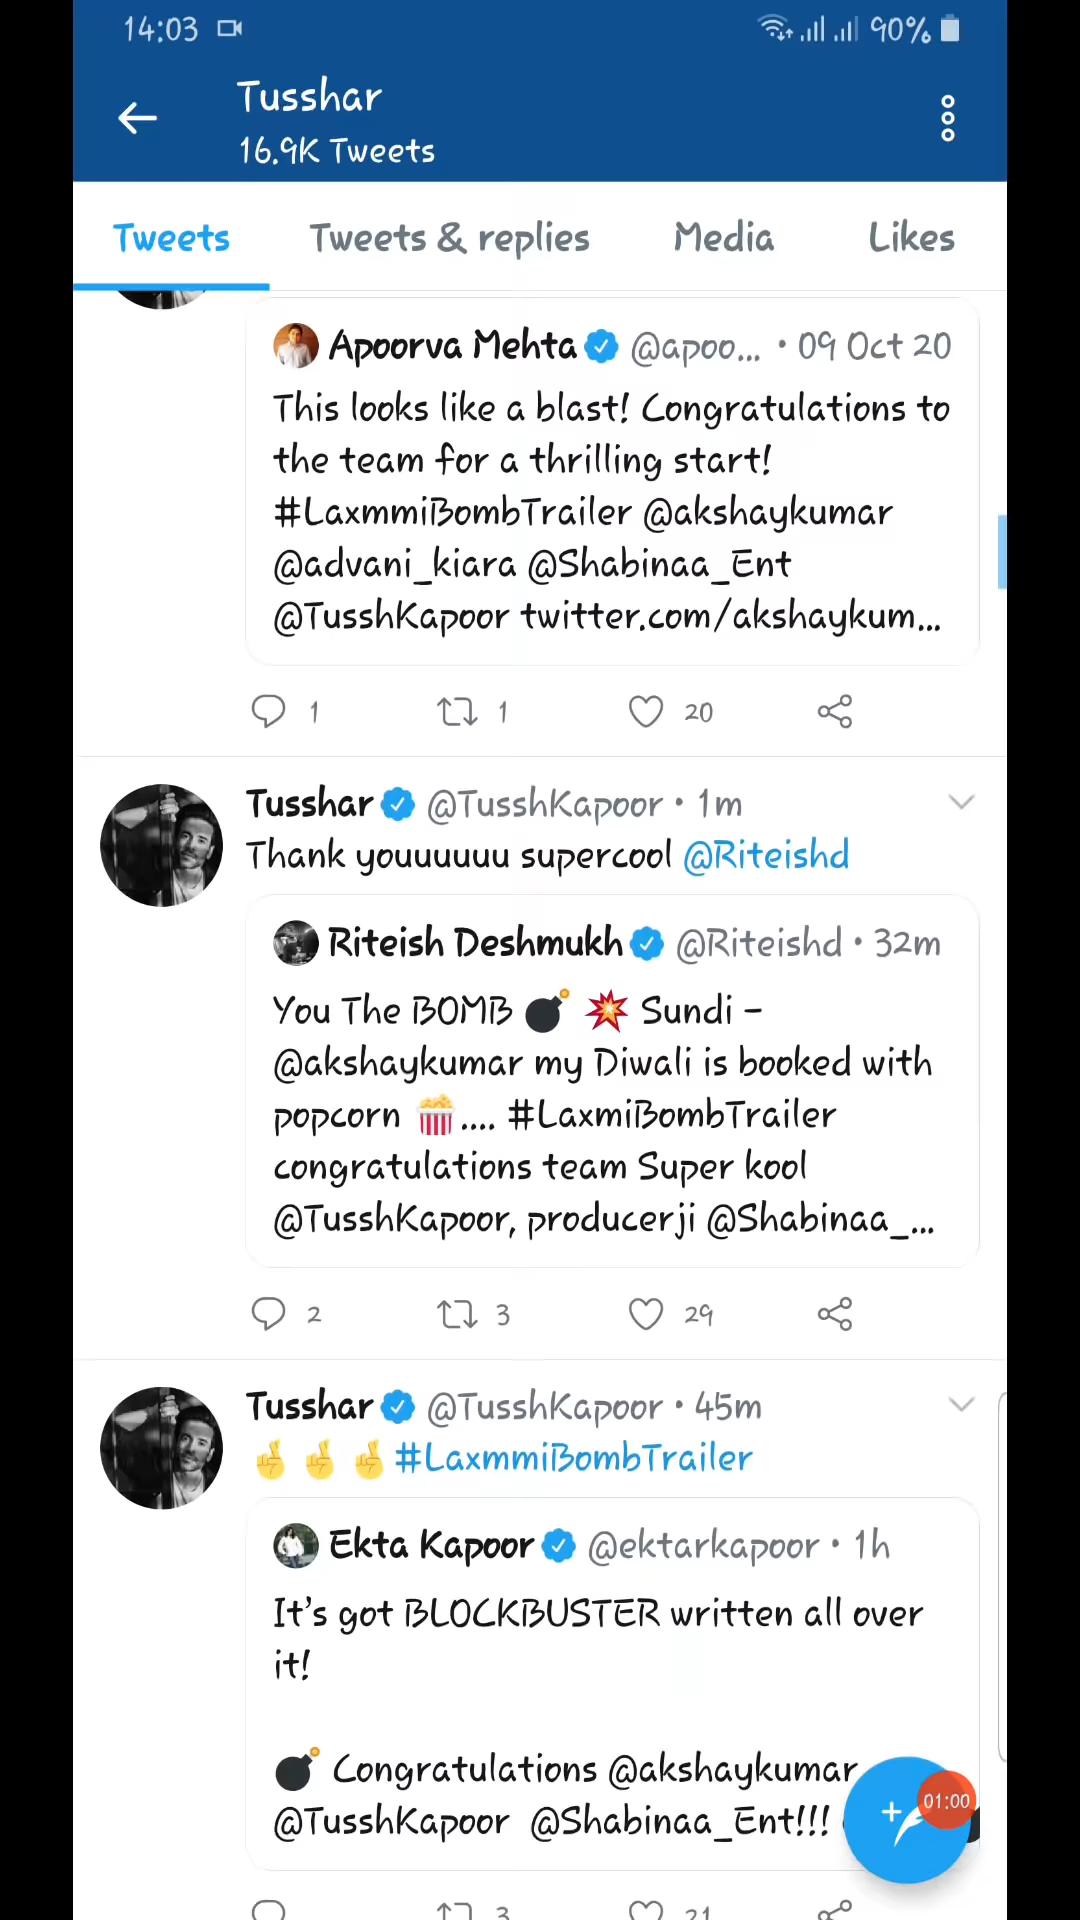 14:03 90%
Tusshar
16.9K Tweets
Tweets Tweets & replies Media Likes
Apoorva Mehta @apoo... • 09 Oct 20
This looks like a blast! Congratulations to
the team for a thrilling start!
#LaxmmiBombTrailer @akshaykumar
@advani_kiara @Shabinaa_Ent
@TusshKapoor twitter.com/akshaykum...
1 1 20
Tusshar @TusshKapoor • 1m
Thank youuuuuu supercool @Riteishd
Riteish Deshmukh @Riteishd • 32m
You The BOMB 💣 💥 Sundi -
@akshaykumar my Diwali is booked with
popcorn 🍿.... #LaxmiBombTrailer
congratulations team Super kool
@TusshKapoor, producerji @Shabinaa_...
2 3 29
Tusshar @TusshKapoor • 45m
🤞 🤞 🤞 #LaxmmiBombTrailer
Ekta Kapoor @ektarkapoor • 1h
It's got BLOCKBUSTER written all over
it!
💣 Congratulations @akshaykumar
@TusshKapoor @Shabinaa_Ent!!!
01:00
3 21